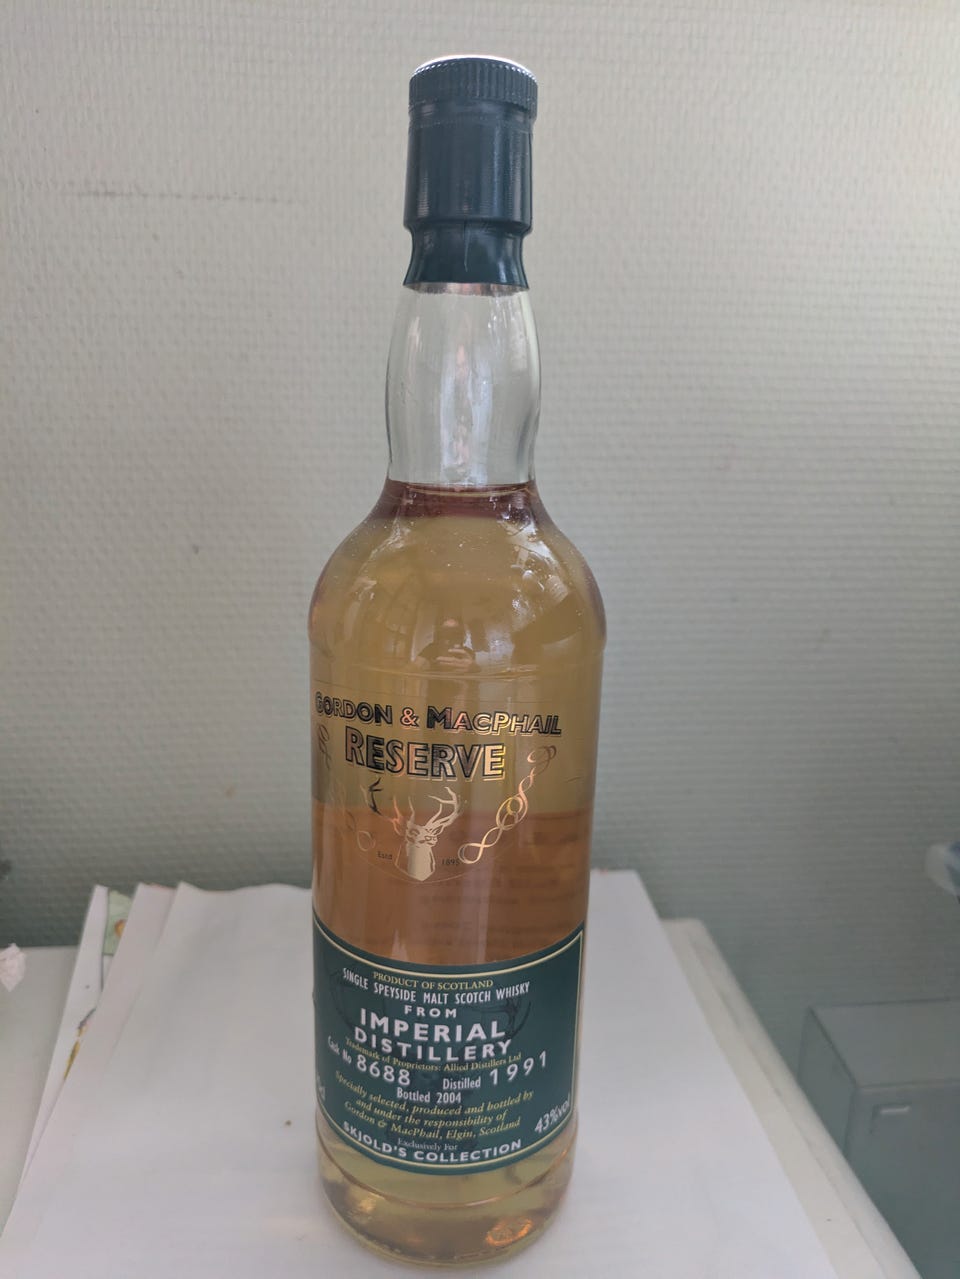 GORDON & MACPHAIL
RESERVE
Estd 1895
PRODUCT OF SCOTLAND
SINGLE SPEYSIDE MALT SCOTCH WHISKY
FROM
IMPERIAL
DISTILLERY
Trademark of Proprietors: Allied Distillers Ltd
Cask No 8688 Distilled 1991
Bottled 2004
Specially selected, produced and bottled by
and under the responsibility of
Gordon & MacPhail, Elgin, Scotland
43%vol
Exclusively For
SKJOLD'S COLLECTION